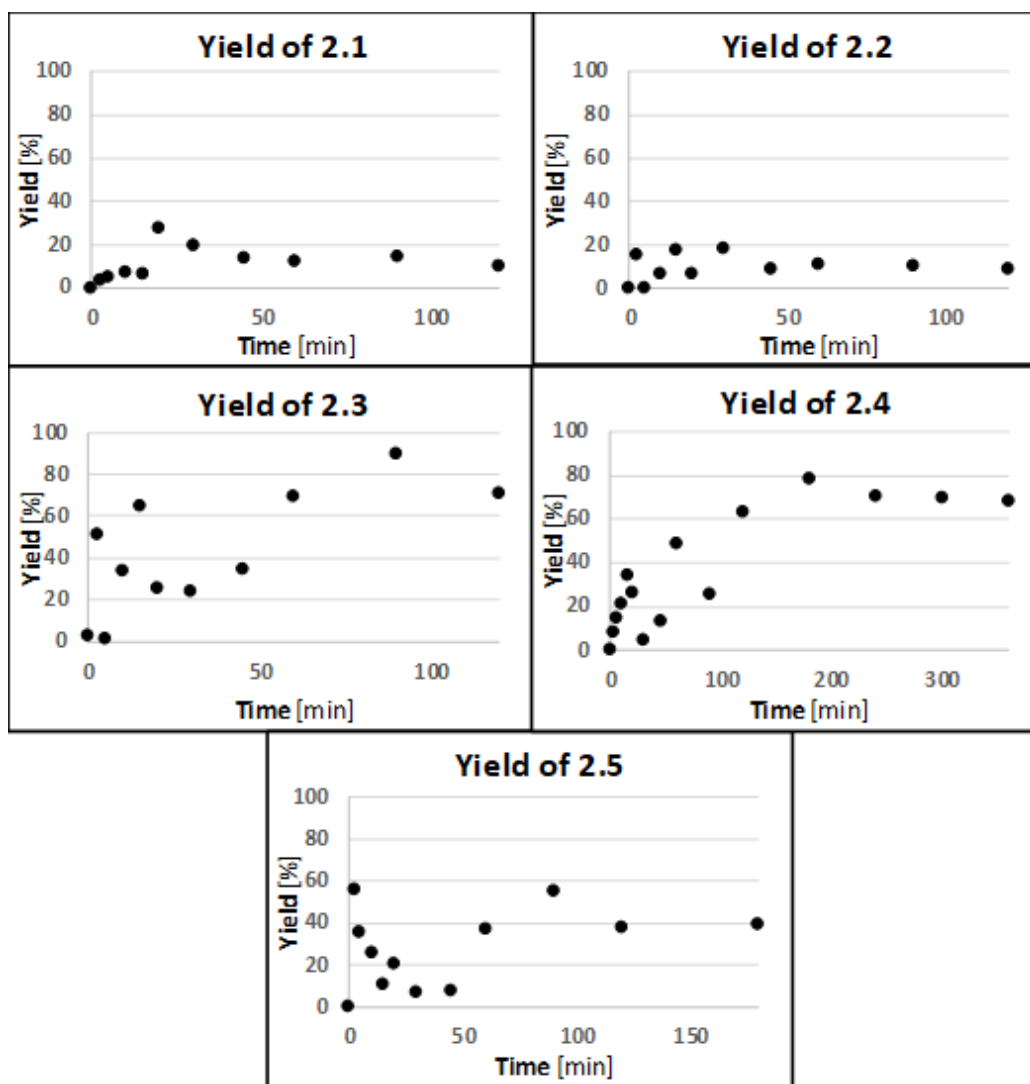 Yield of 2.1
100
80
60
40
20
0
Yield [%]
0 50 100
Time [min]
Yield of 2.2
100
80
60
40
20
0
Yield [%]
0 50 100
Time [min]
Yield of 2.3
100
80
60
40
20
0
Yield [%]
0 50 100
Time [min]
Yield of 2.4
100
80
60
40
20
0
Yield [%]
0 100 200 300
Time [min]
Yield of 2.5
100
80
60
40
20
0
Yield [%]
0 50 100 150
Time [min]